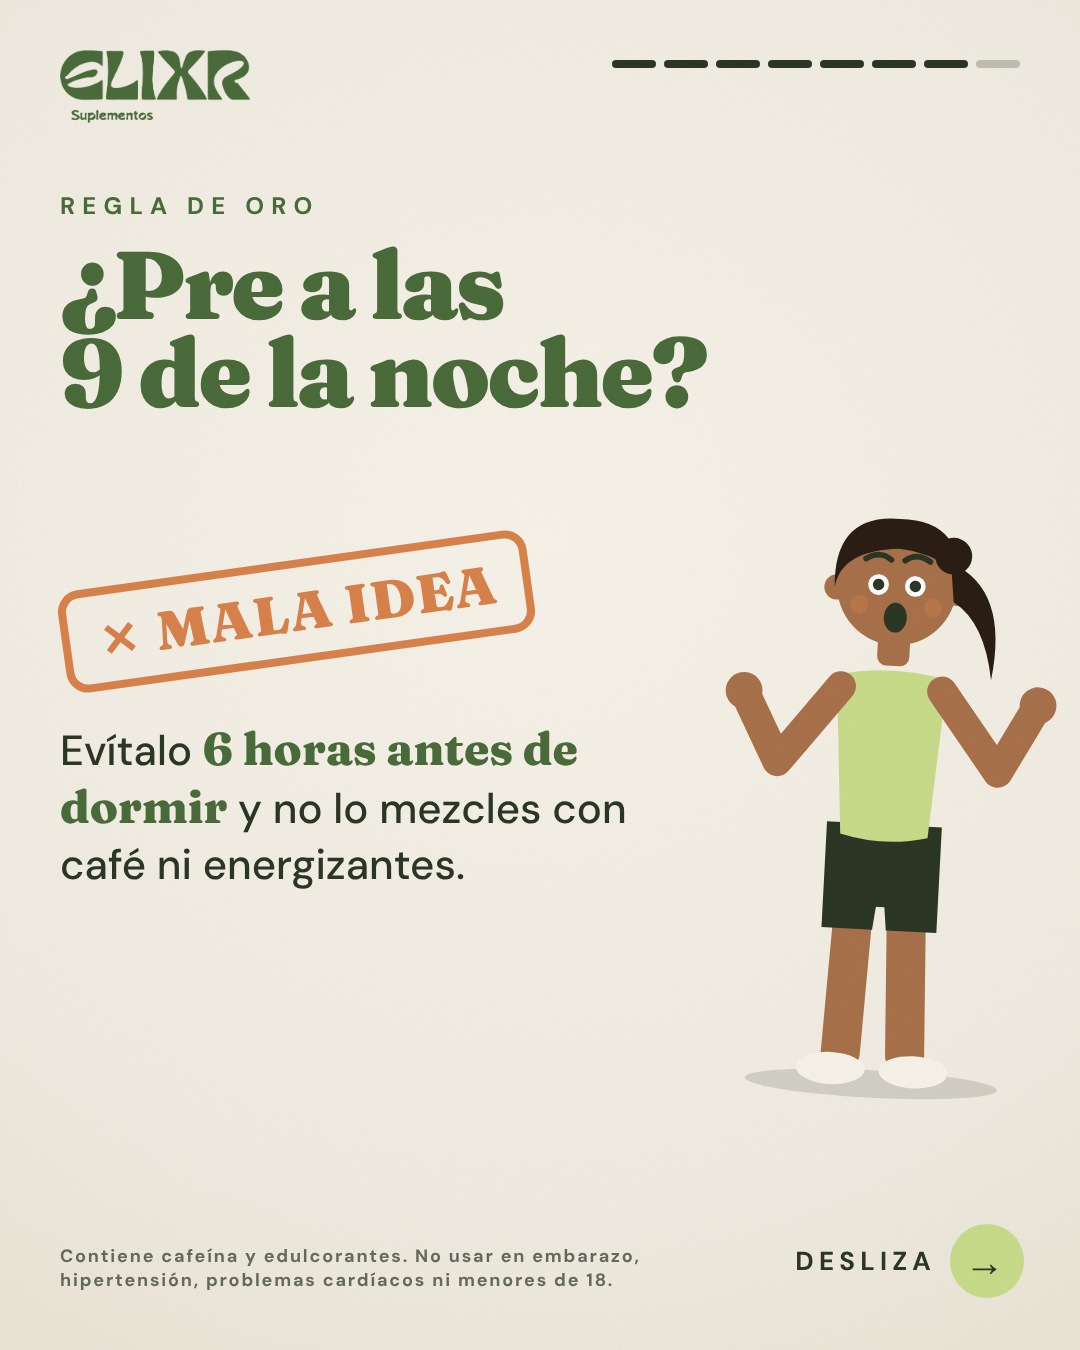 ELIXR
Suplementos
REGLA DE ORO
¿Pre a las
9 de la noche?
× MALA IDEA
Evítalo 6 horas antes de
dormir y no lo mezcles con
café ni energizantes.
Contiene cafeína y edulcorantes. No usar en embarazo,
hipertensión, problemas cardíacos ni menores de 18.
DESLIZA →